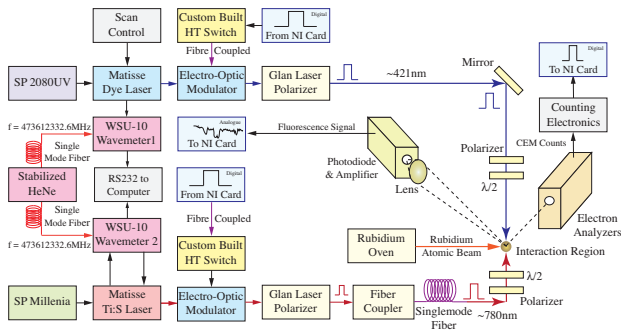 Scan
Control
Custom Built
HT Switch
Digital
From NI Card
Fibre Coupled
SP 2080UV
Matisse
Dye Laser
Electro-Optic
Modulator
Glan Laser
Polarizer
~421nm
Mirror
Digital
To NI Card
Counting
Electronics
CEM Counts
f = 473612332.6MHz
WSU-10
Wavemeter1
Analogue
To NI Card
Fluorescence Signal
Photodiode
& Amplifier
Lens
Polarizer
λ/2
Electron
Analyzers
Single
Mode Fiber
Stabilized
HeNe
RS232 to
Computer
Digital
From NI Card
Single
Mode Fiber
f = 473612332.6MHz
WSU-10
Wavemeter 2
Fibre Coupled
Custom Built
HT Switch
Rubidium
Oven
Rubidium
Atomic Beam
Interaction Region
SP Millenia
Matisse
Ti:S Laser
Electro-Optic
Modulator
Glan Laser
Polarizer
Fiber
Coupler
Singlemode
Fiber
~780nm
λ/2
Polarizer